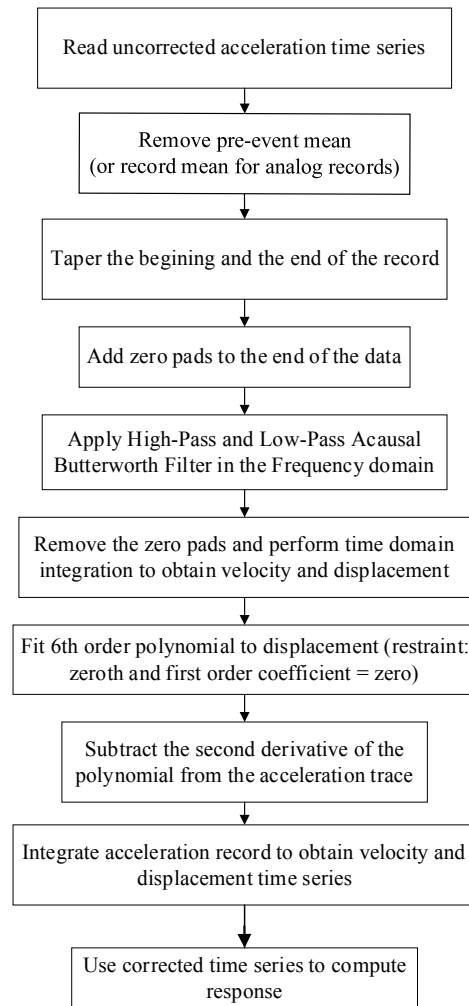 Read uncorrected acceleration time series
Remove pre-event mean
(or record mean for analog records)
Taper the begining and the end of the record
Add zero pads to the end of the data
Apply High-Pass and Low-Pass Acausal
Butterworth Filter in the Frequency domain
Remove the zero pads and perform time domain
integration to obtain velocity and displacement
Fit 6th order polynomial to displacement (restraint:
zeroth and first order coefficient = zero)
Subtract the second derivative of the
polynomial from the acceleration trace
Integrate acceleration record to obtain velocity and
displacement time series
Use corrected time series to compute
response